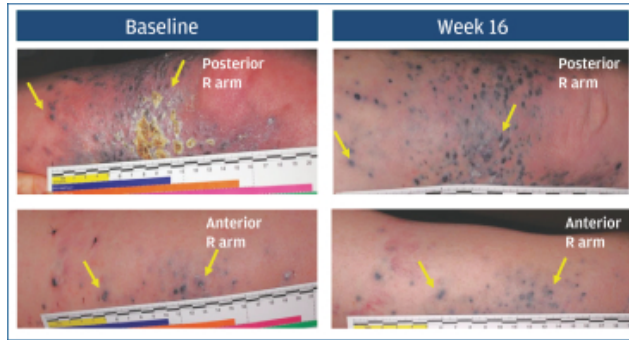 Baseline
Week 16
Posterior
R arm
Posterior
R arm
Anterior
R arm
Anterior
R arm